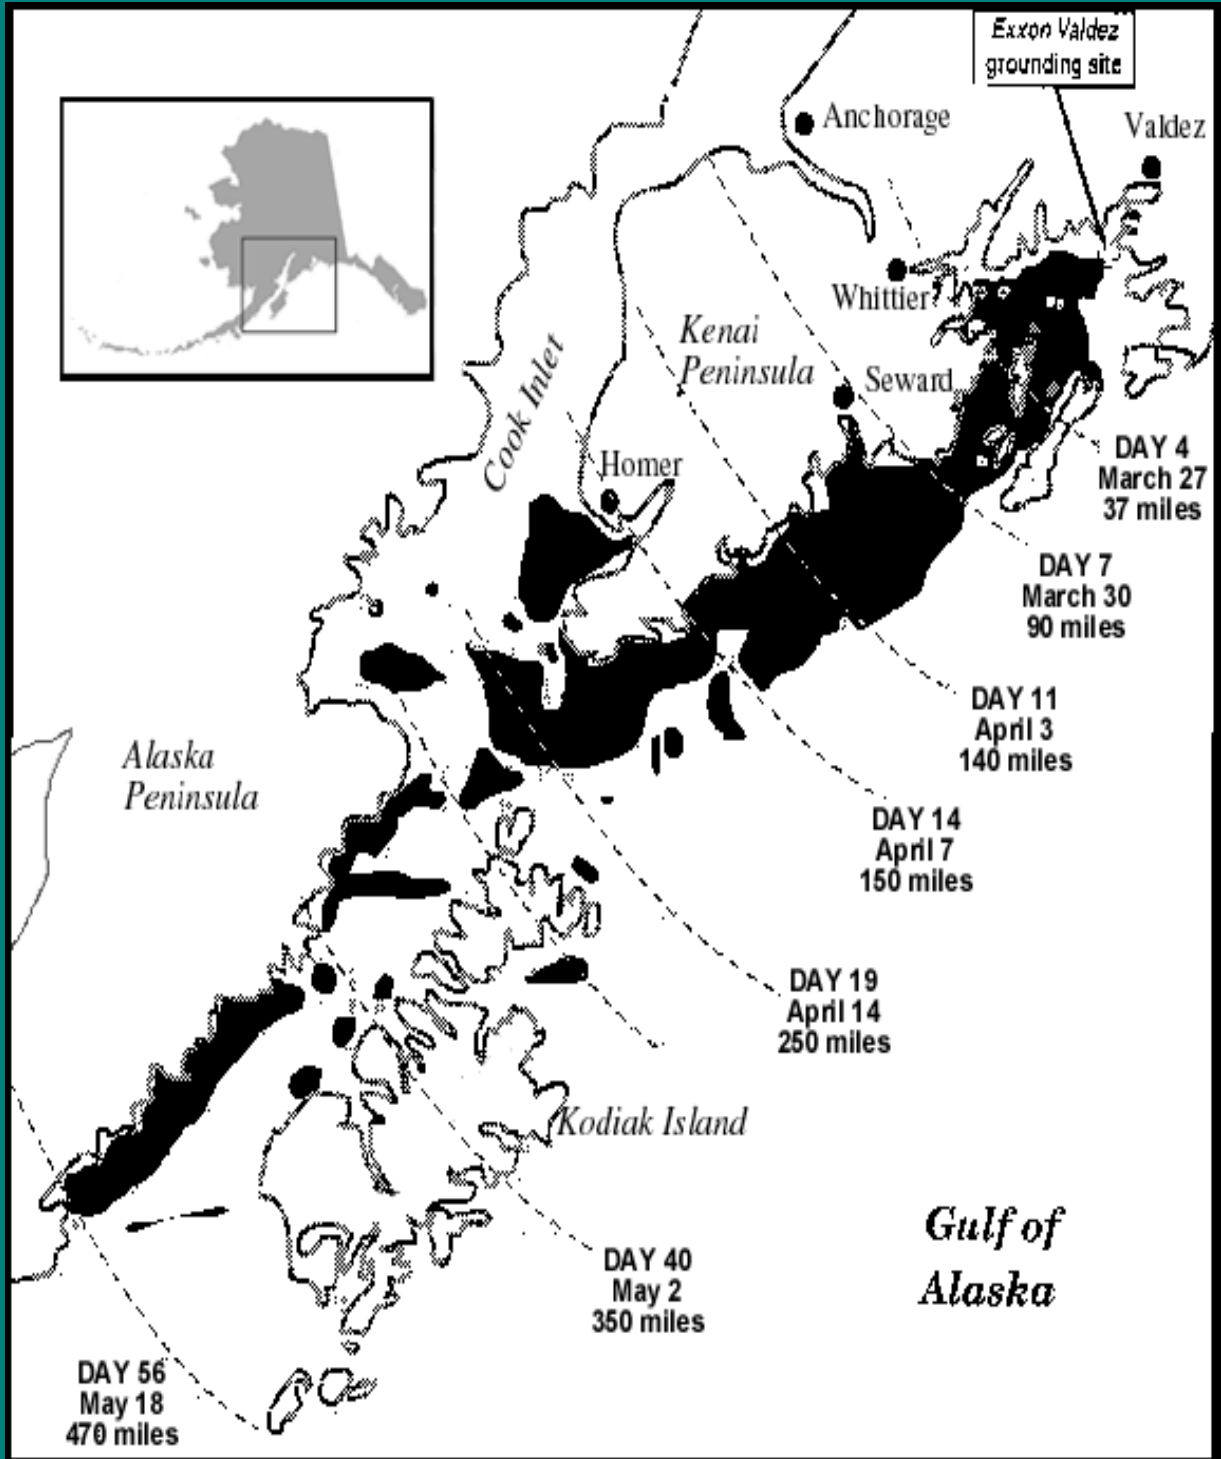 Exxon Valdez
grounding site
Anchorage
Valdez
Whittier
Kenai
Peninsula
Seward
Cook Inlet
Homer
DAY 4
March 27
37 miles
DAY 7
March 30
90 miles
DAY 11
April 3
140 miles
Alaska
Peninsula
DAY 14
April 7
150 miles
DAY 19
April 14
250 miles
Kodiak Island
Gulf of
Alaska
DAY 40
May 2
350 miles
DAY 56
May 18
470 miles